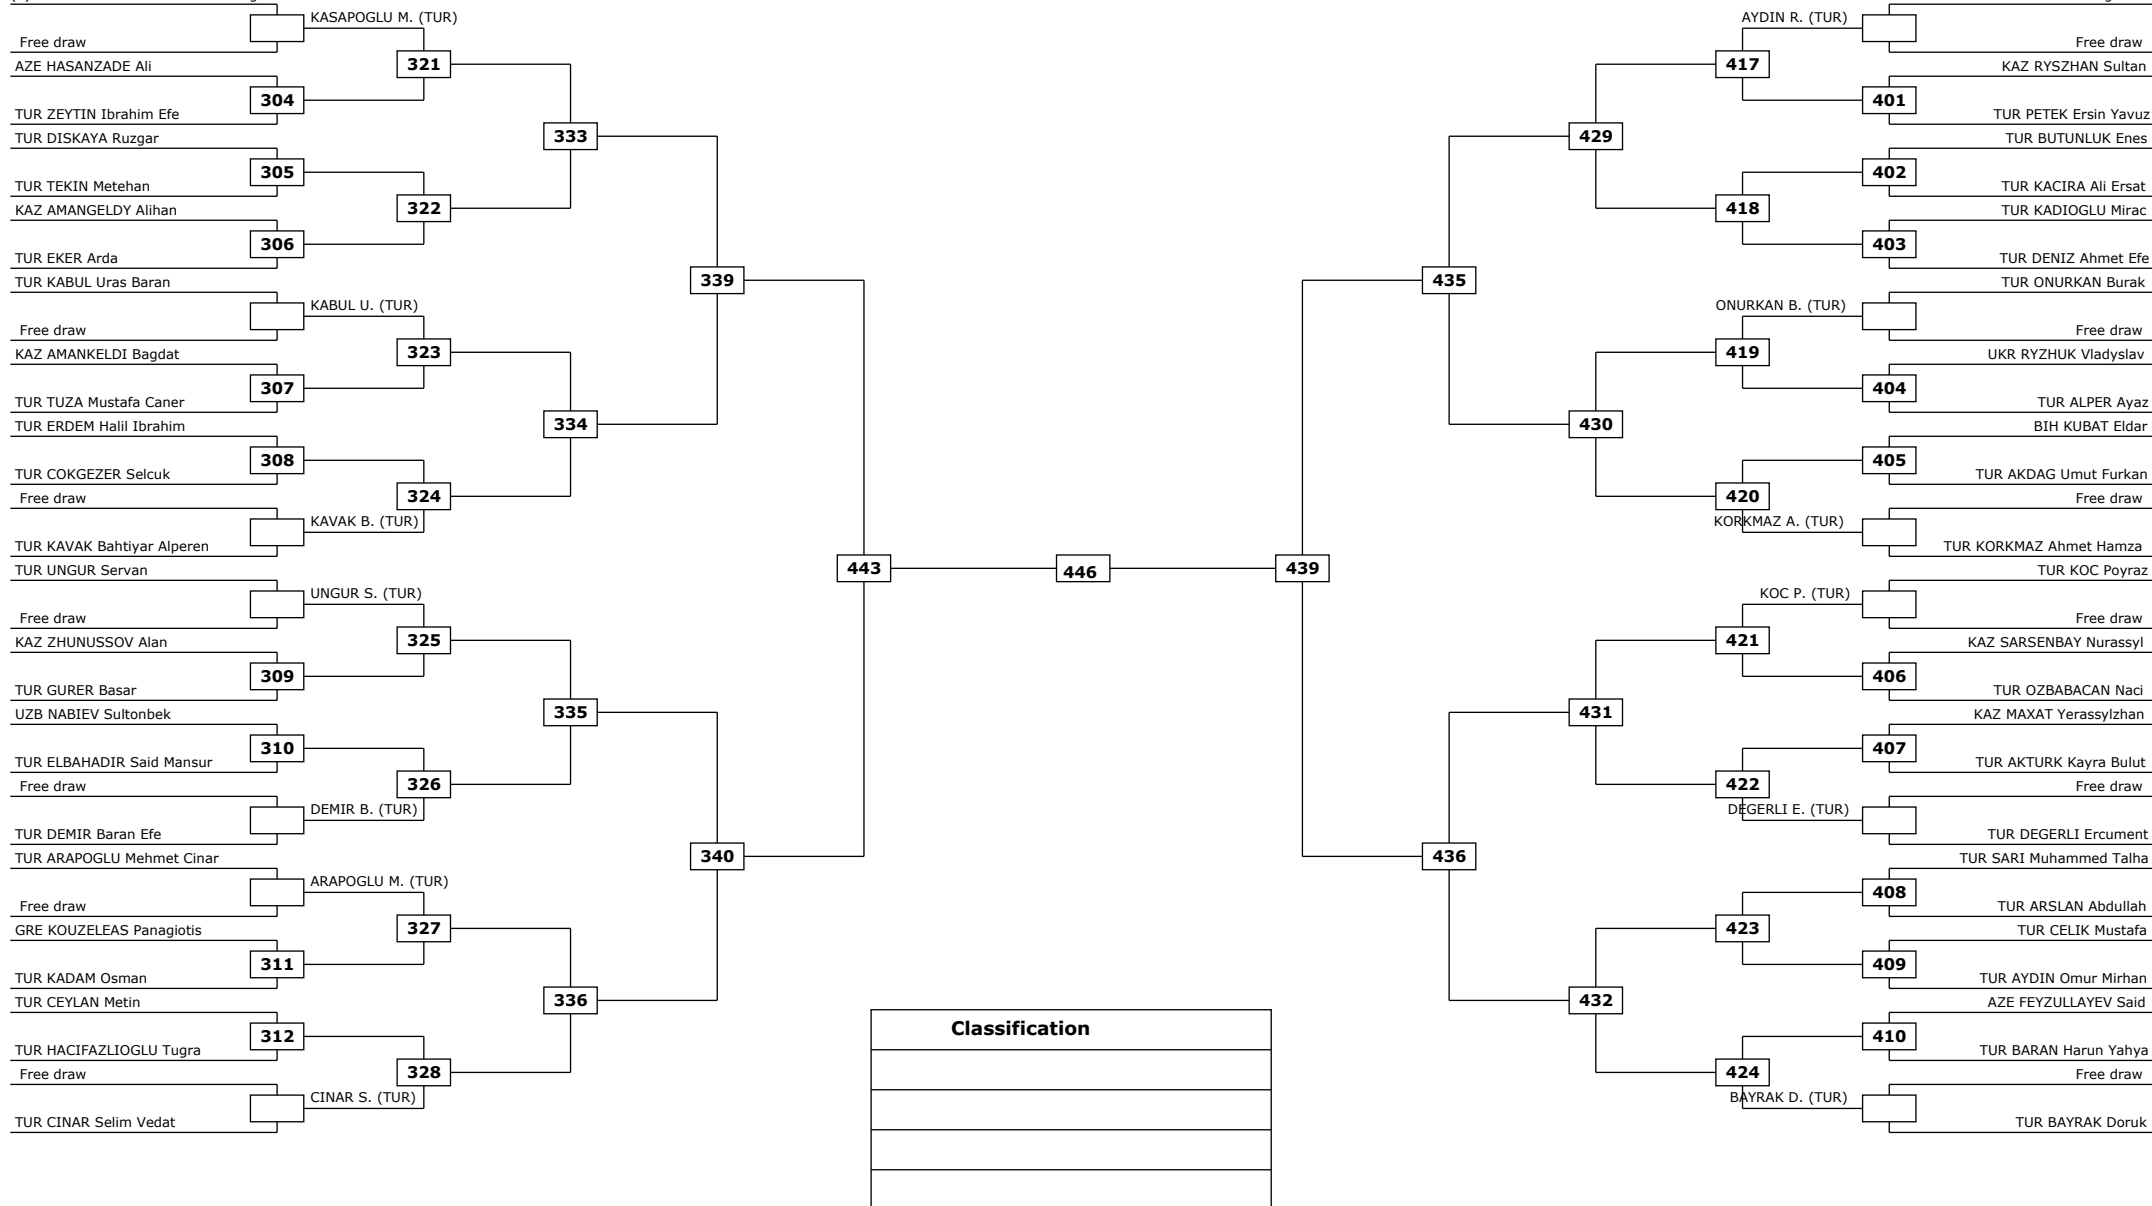 KASAPOGLU M. (TUR)
Free draw
AZE HASANZADE Ali
321
304
TUR ZEYTIN Ibrahim Efe
TUR DISKAYA Ruzgar
333
305
TUR TEKIN Metehan
KAZ AMANGELDY Alihan
322
306
TUR EKER Arda
TUR KABUL Uras Baran
339
KABUL U. (TUR)
Free draw
KAZ AMANKELDI Bagdat
323
307
TUR TUZA Mustafa Caner
TUR ERDEM Halil Ibrahim
334
308
TUR COKGEZER Selcuk
Free draw
324
KAVAK B. (TUR)
TUR KAVAK Bahtiyar Alperen
TUR UNGUR Servan
443
UNGUR S. (TUR)
Free draw
KAZ ZHUNUSSOV Alan
325
309
TUR GURER Basar
UZB NABIEV Sultonbek
335
310
TUR ELBAHADIR Said Mansur
Free draw
326
DEMIR B. (TUR)
TUR DEMIR Baran Efe
TUR ARAPOGLU Mehmet Cinar
340
ARAPOGLU M. (TUR)
Free draw
GRE KOUZELEAS Panagiotis
327
311
TUR KADAM Osman
TUR CEYLAN Metin
336
312
TUR HACIFAZLIOGLU Tugra
Free draw
328
CINAR S. (TUR)
TUR CINAR Selim Vedat
446
Classification
AYDIN R. (TUR)
Free draw
KAZ RYSZHAN Sultan
417
401
TUR PETEK Ersin Yavuz
TUR BUTUNLUK Enes
429
402
TUR KACIRA Ali Ersat
TUR KADIOGLU Mirac
418
403
TUR DENIZ Ahmet Efe
TUR ONURKAN Burak
435
ONURKAN B. (TUR)
Free draw
UKR RYZHUK Vladyslav
419
404
TUR ALPER Ayaz
BIH KUBAT Eldar
430
405
TUR AKDAG Umut Furkan
Free draw
420
KORKMAZ A. (TUR)
TUR KORKMAZ Ahmet Hamza
TUR KOC Poyraz
439
KOC P. (TUR)
Free draw
KAZ SARSENBAY Nurassyl
421
406
TUR OZBABACAN Naci
KAZ MAXAT Yerassylzhan
431
407
TUR AKTURK Kayra Bulut
Free draw
422
DEGERLI E. (TUR)
TUR DEGERLI Ercument
TUR SARI Muhammed Talha
436
408
TUR ARSLAN Abdullah
TUR CELIK Mustafa
423
409
TUR AYDIN Omur Mirhan
AZE FEYZULLAYEV Said
432
410
TUR BARAN Harun Yahya
Free draw
424
BAYRAK D. (TUR)
TUR BAYRAK Doruk